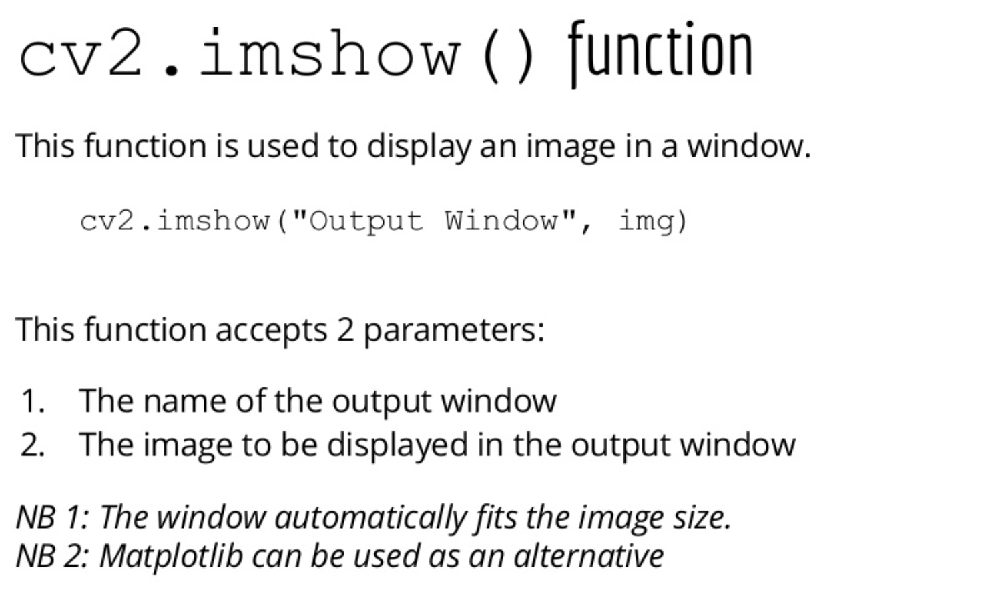 cv2.imshow() function
This function is used to display an image in a window.
cv2.imshow("Output Window", img)
This function accepts 2 parameters:
1. The name of the output window
2. The image to be displayed in the output window
NB 1: The window automatically fits the image size.
NB 2: Matplotlib can be used as an alternative